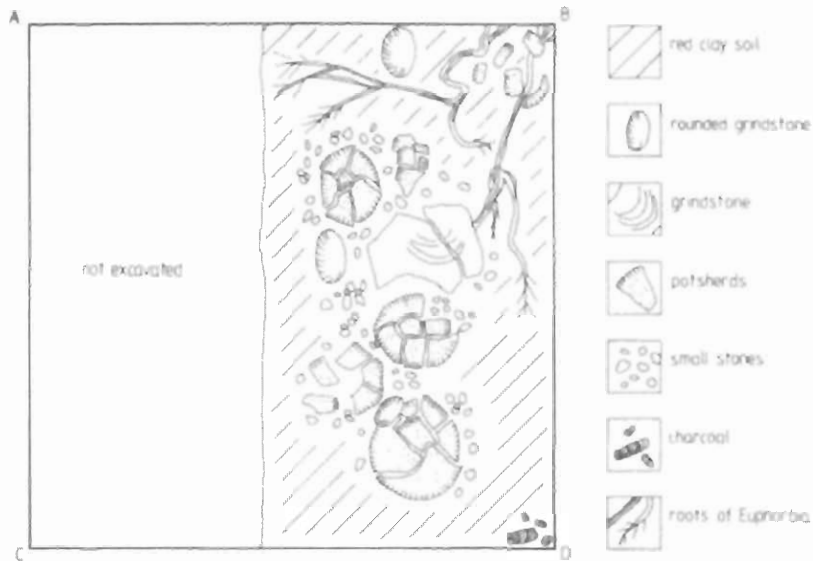 A
B
not excavated
C
D
red clay soil
rounded grindstone
grindstone
potsherds
small stones
charcoal
roots of Euphorbia